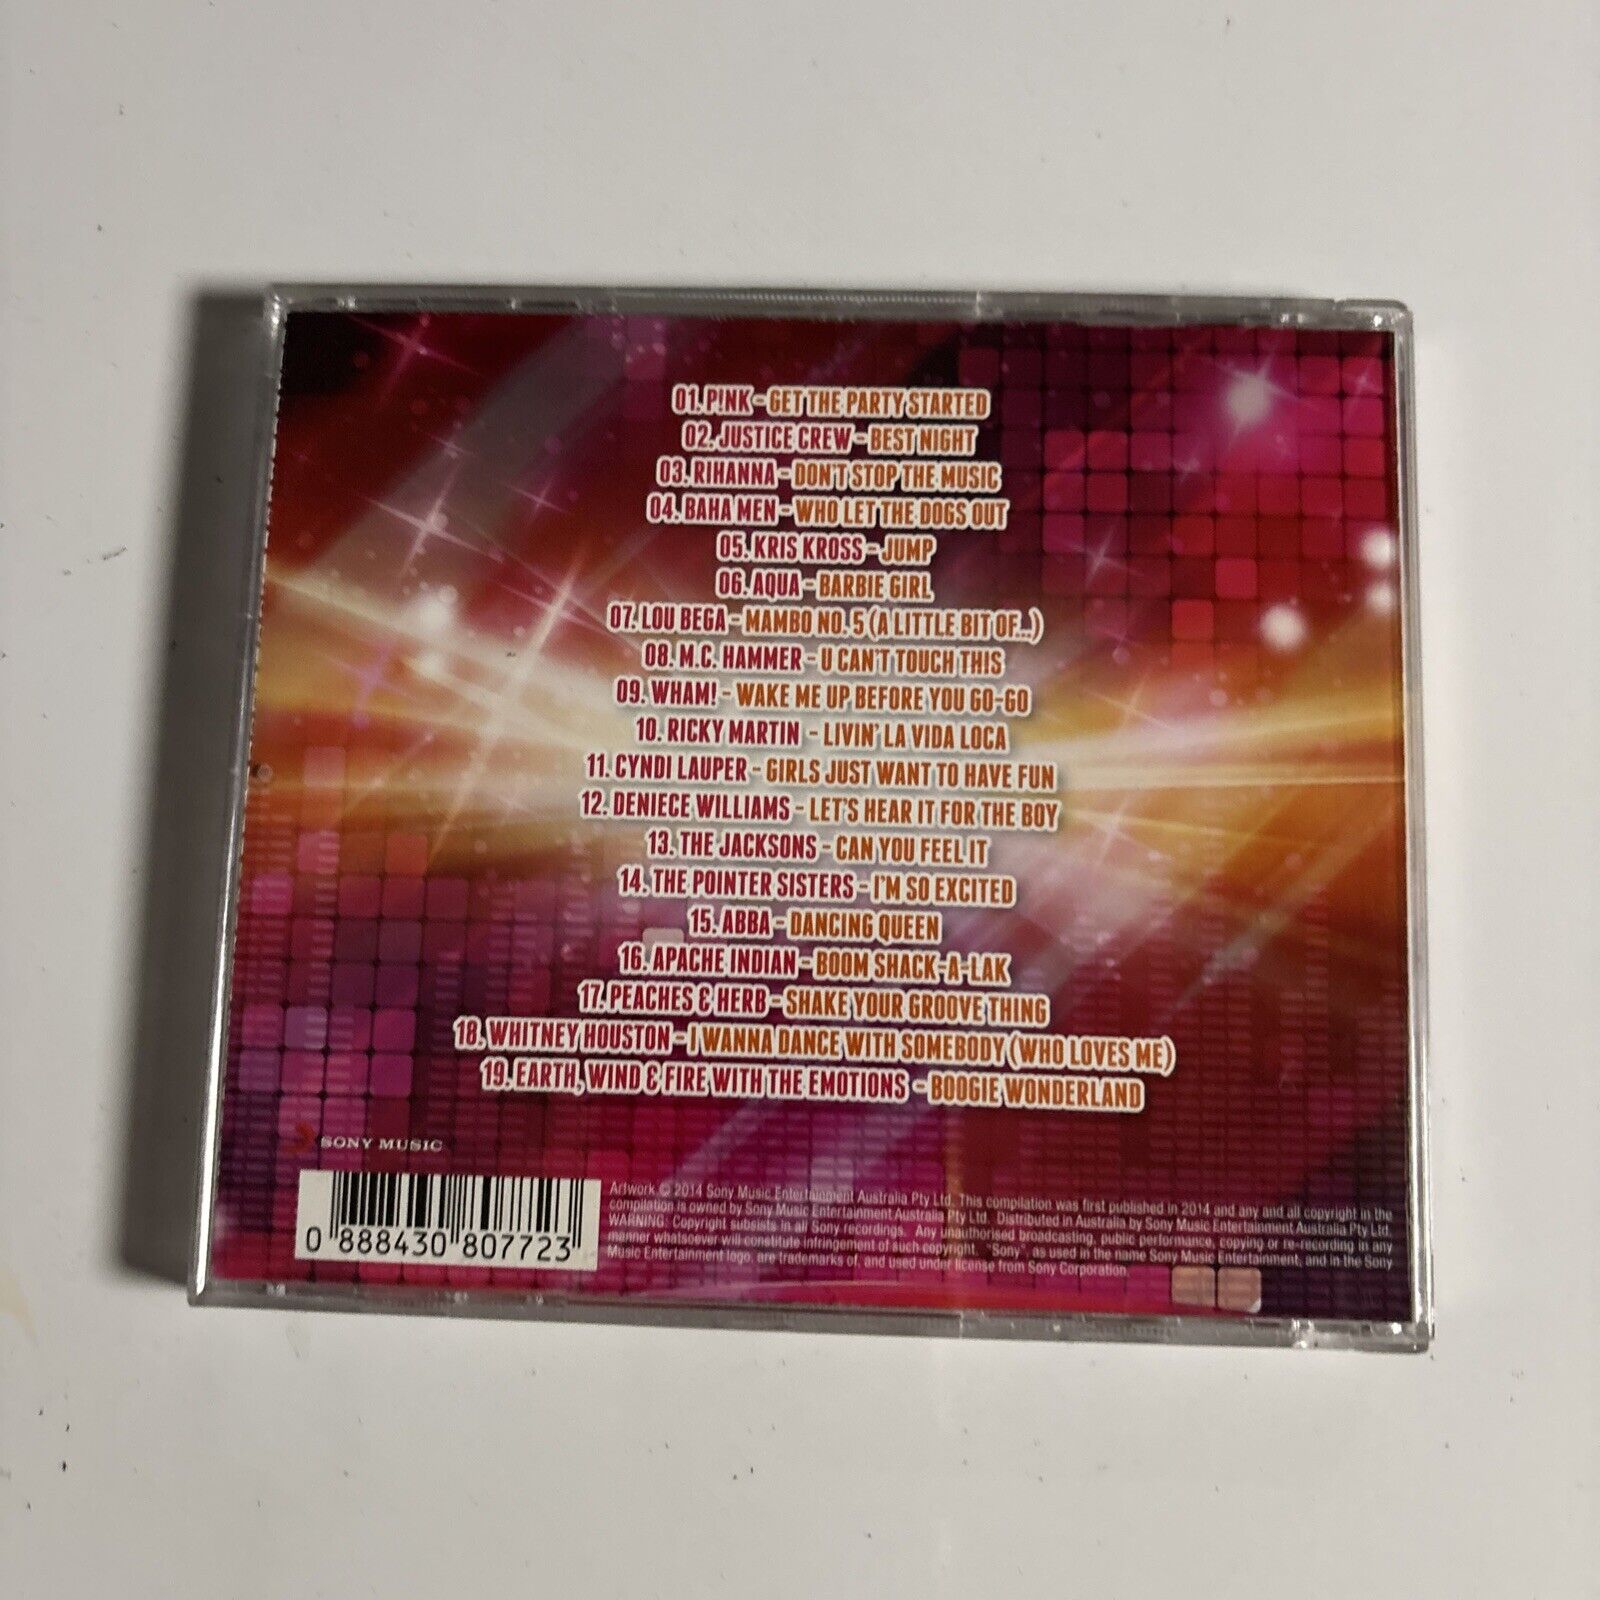 01. P!NK - GET THE PARTY STARTED
02. JUSTICE CREW - BEST NIGHT
03. RIHANNA - DON'T STOP THE MUSIC
04. BAHA MEN - WHO LET THE DOGS OUT
05. KRIS KROSS - JUMP
06. AQUA - BARBIE GIRL
07. LOU BEGA - MAMBO NO. 5 (A LITTLE BIT OF...)
08. M.C. HAMMER - U CAN'T TOUCH THIS
09. WHAM! - WAKE ME UP BEFORE YOU GO-GO
10. RICKY MARTIN - LIVIN' LA VIDA LOCA
11. CYNDI LAUPER - GIRLS JUST WANT TO HAVE FUN
12. DENIECE WILLIAMS - LET'S HEAR IT FOR THE BOY
13. THE JACKSONS - CAN YOU FEEL IT
14. THE POINTER SISTERS - I'M SO EXCITED
15. ABBA - DANCING QUEEN
16. APACHE INDIAN - BOOM SHACK-A-LAK
17. PEACHES & HERB - SHAKE YOUR GROOVE THING
18. WHITNEY HOUSTON - I WANNA DANCE WITH SOMEBODY (WHO LOVES ME)
19. EARTH, WIND & FIRE WITH THE EMOTIONS - BOOGIE WONDERLAND
SONY MUSIC
0 888430 807723
Artwork © 2014 Sony Music Entertainment Australia Pty Ltd. This compilation was first published in 2014 and any and all copyright in the
compilation is owned by Sony Music Entertainment Australia Pty Ltd. Distributed in Australia by Sony Music Entertainment Australia Pty Ltd.
WARNING: Copyright subsists in all Sony recordings. Any unauthorised broadcasting, public performance, copying or re-recording in any
manner whatsoever will constitute infringement of such copyright. "Sony", as used in the name Sony Music Entertainment, and in the Sony
Music Entertainment logo, are trademarks of, and used under license from Sony Corporation.